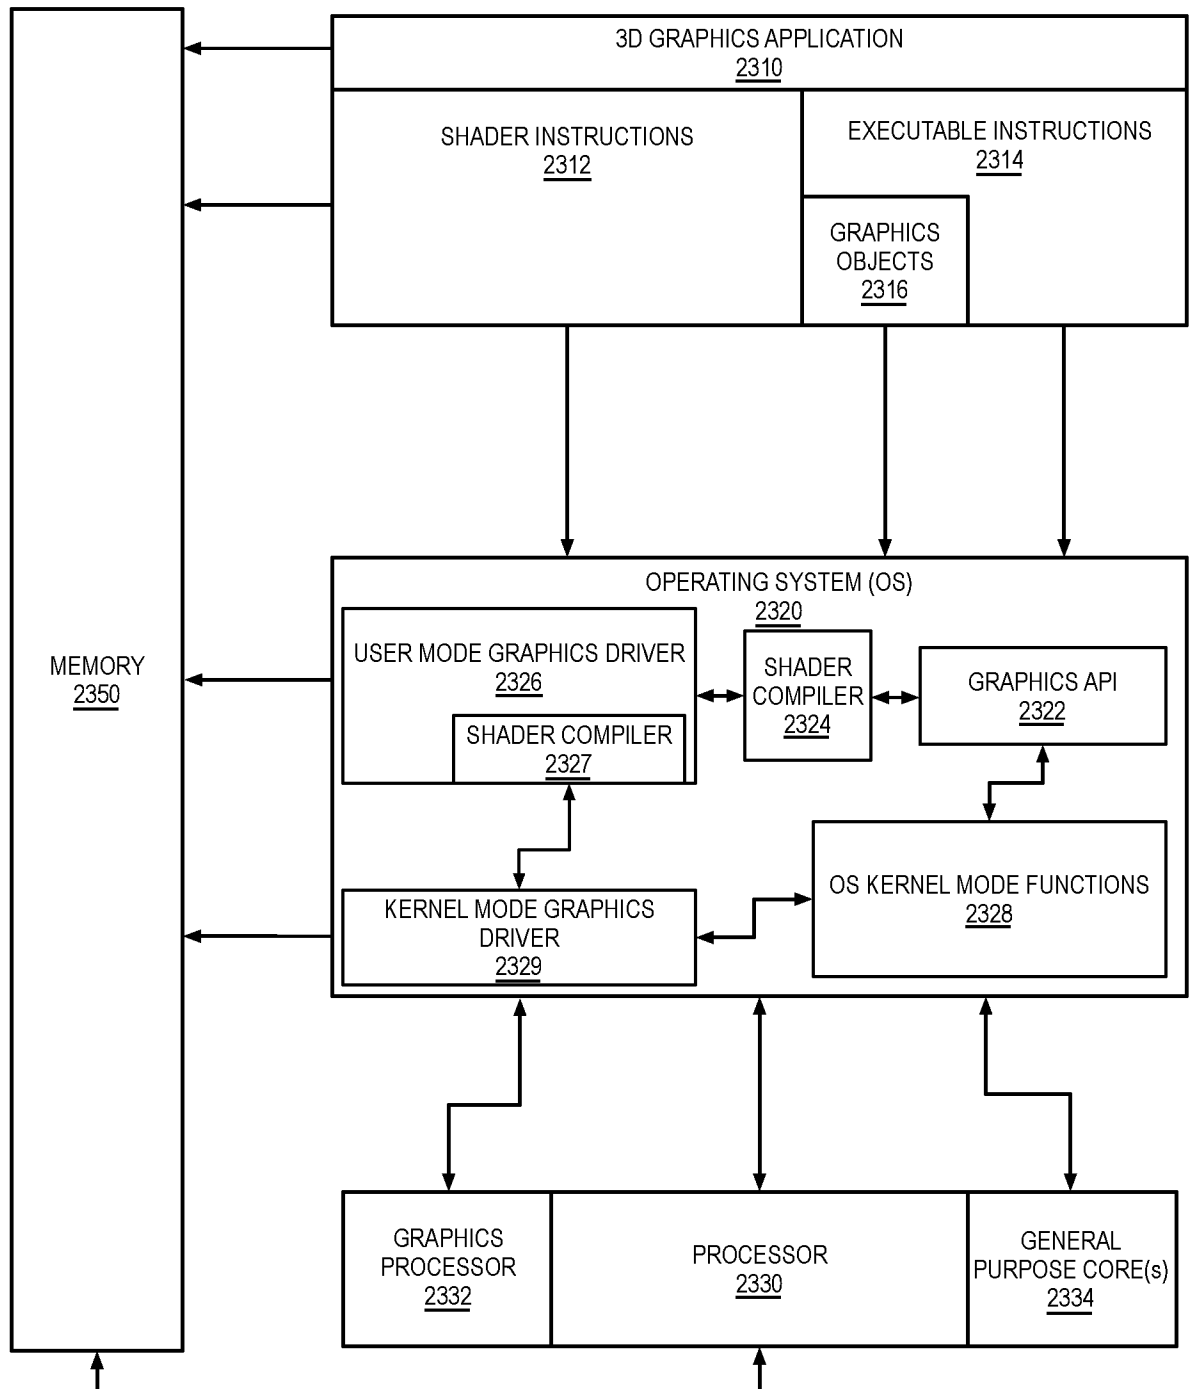 3D GRAPHICS APPLICATION
2310
SHADER INSTRUCTIONS
2312
EXECUTABLE INSTRUCTIONS
2314
GRAPHICS
OBJECTS
2316
MEMORY
2350
OPERATING SYSTEM (OS)
2320
USER MODE GRAPHICS DRIVER
2326
SHADER COMPILER
2327
SHADER
COMPILER
2324
GRAPHICS API
2322
KERNEL MODE GRAPHICS
DRIVER
2329
OS KERNEL MODE FUNCTIONS
2328
GRAPHICS
PROCESSOR
2332
PROCESSOR
2330
GENERAL
PURPOSE CORE(s)
2334